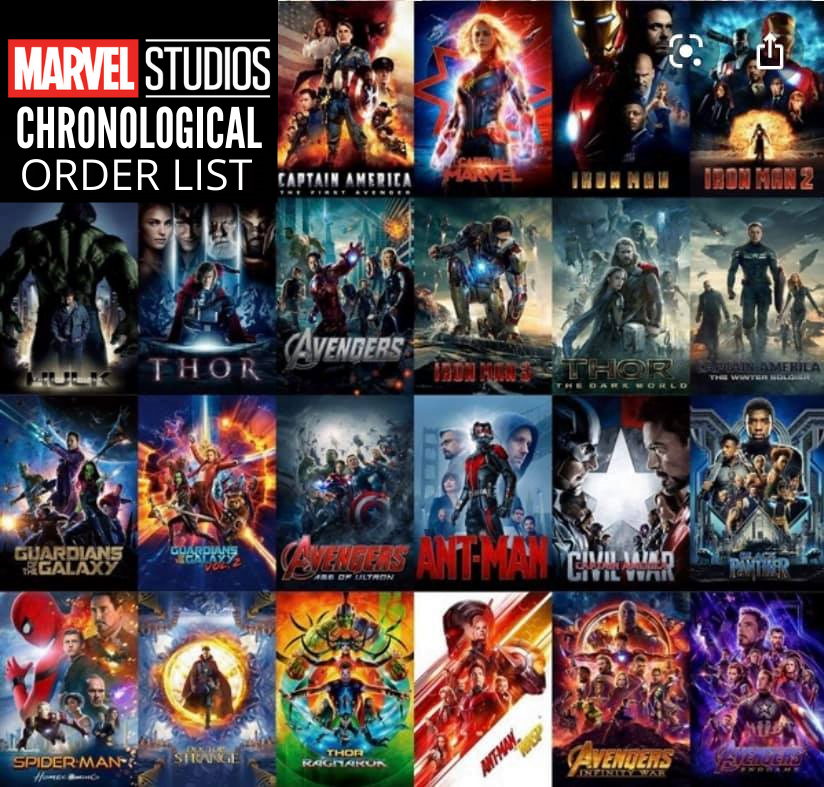 MARVEL STUDIOS
CHRONOLOGICAL
ORDER LIST
CAPTAIN AMERICA
THE FIRST AVENGER
CAPTAIN
MARVEL
IRON MAN
IRON MAN 2
HULK
THOR
AVENGERS
IRON MAN 3
THOR
THE DARK WORLD
CAPTAIN AMERICA
THE WINTER SOLDIER
GUARDIANS
OF THE GALAXY
GUARDIANS
OF THE GALAXY
VOL. 2
AVENGERS
AGE OF ULTRON
ANT-MAN
CAPTAIN AMERICA
CIVIL WAR
BLACK
PANTHER
SPIDER-MAN
HOMECOMING
DOCTOR
STRANGE
THOR
RAGNAROK
ANT-MAN
WASP
AVENGERS
INFINITY WAR
AVENGERS
ENDGAME